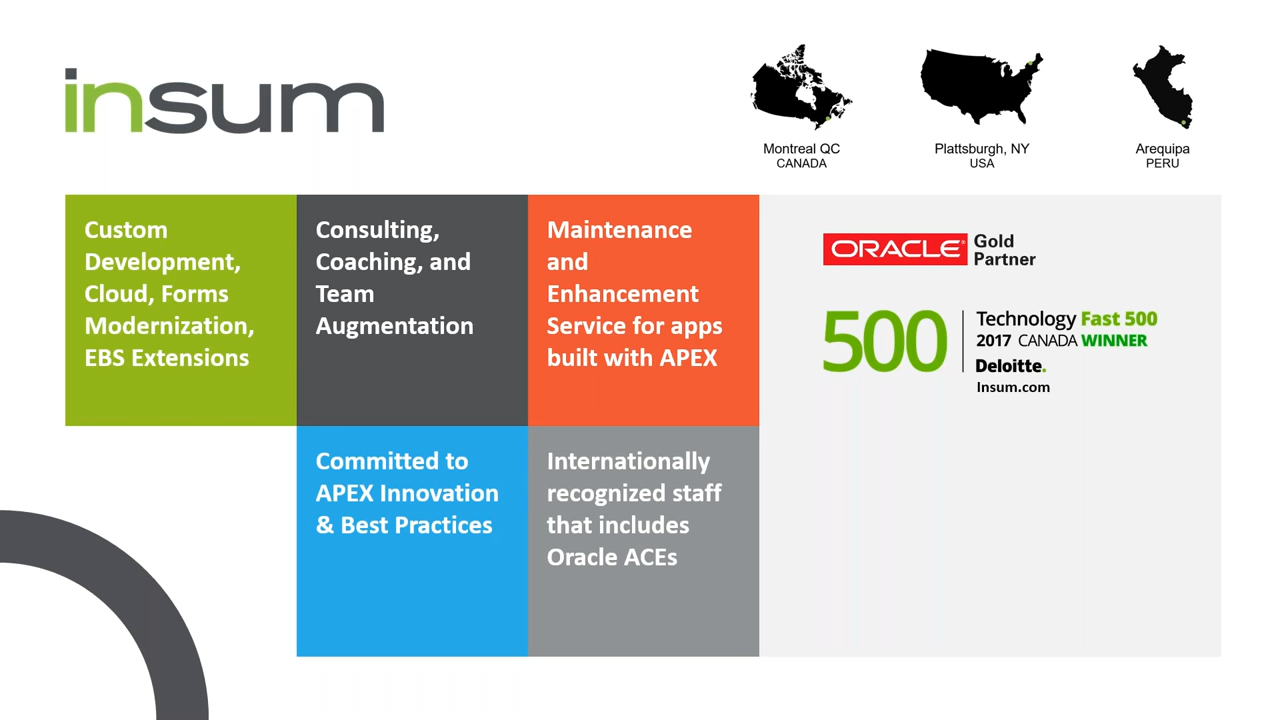 insum
Montreal QC
CANADA
Plattsburgh, NY
USA
Arequipa
PERU
Custom
Development,
Cloud, Forms
Modernization,
EBS Extensions
Consulting,
Coaching, and
Team
Augmentation
Maintenance
and
Enhancement
Service for apps
built with APEX
ORACLE®
Gold
Partner
500
Technology Fast 500
2017 CANADA WINNER
Deloitte.
Insum.com
Committed to
APEX Innovation
& Best Practices
Internationally
recognized staff
that includes
Oracle ACEs